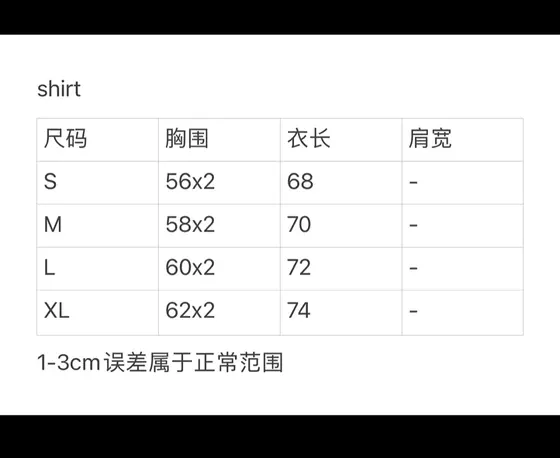 shirt
尺码 胸围 衣长 肩宽
S 56x2 68 -
M 58x2 70 -
L 60x2 72 -
XL 62x2 74 -
1-3cm误差属于正常范围